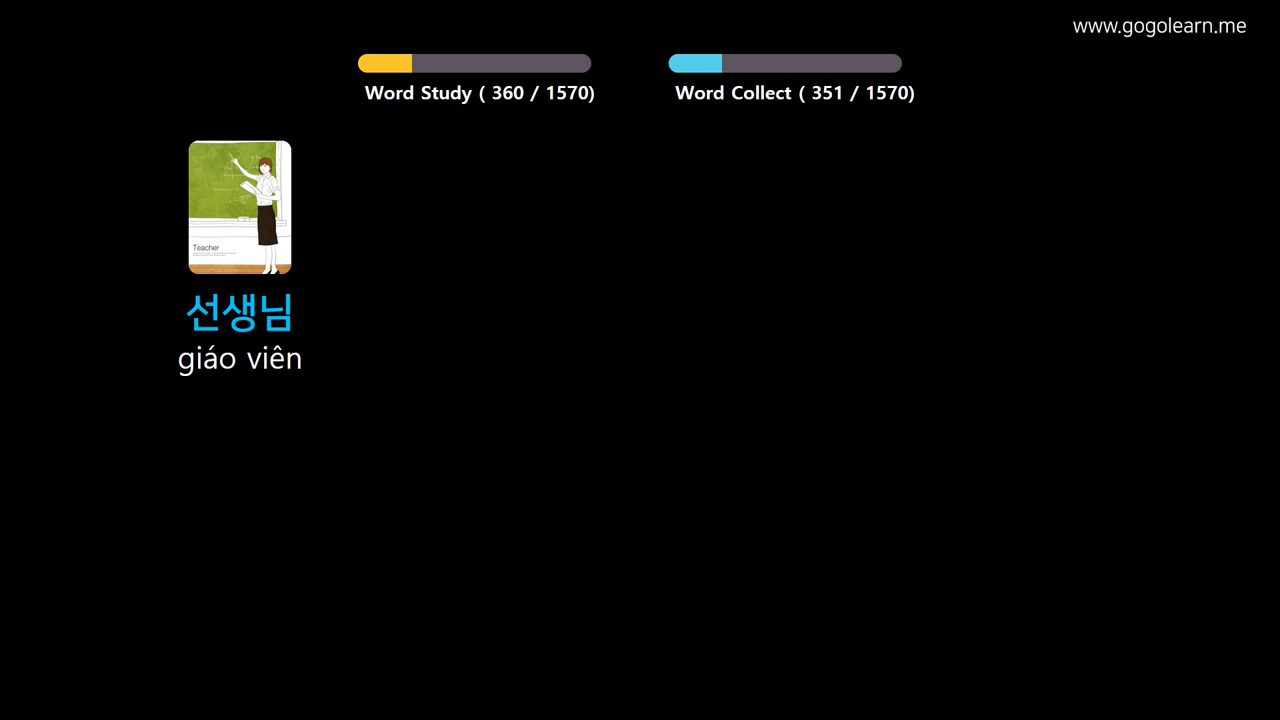 www.gogolearn.me
Word Study ( 360 / 1570)
Word Collect ( 351 / 1570)
Teacher
선생님
giáo viên